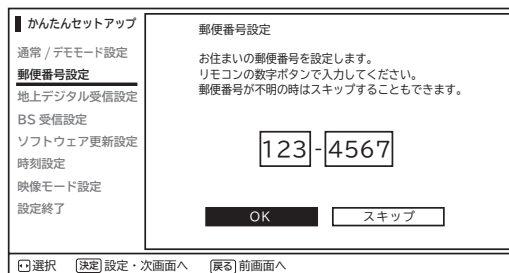 かんたんセットアップ
通常 / デモモード設定
郵便番号設定
地上デジタル受信設定
BS 受信設定
ソフトウェア更新設定
時刻設定
映像モード設定
設定終了
郵便番号設定
お住まいの郵便番号を設定します。
リモコンの数字ボタンで入力してください。
郵便番号が不明の時はスキップすることもできます。
123-4567
OK スキップ
選択 決定 設定・次画面へ 戻る 前画面へ